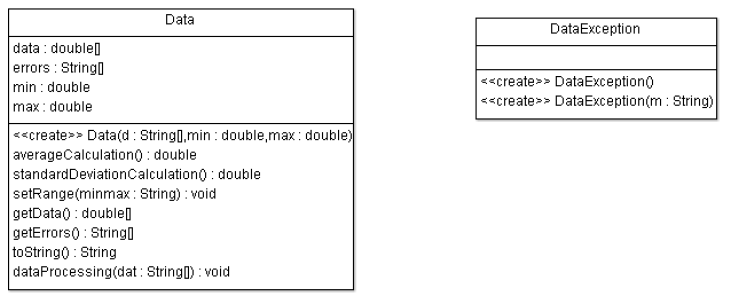 Data
data : double[]
errors : String[]
min : double
max : double
<<create>> Data(d : String[],min : double,max : double)
averageCalculation() : double
standardDeviationCalculation() : double
setRange(minmax : String) : void
getData() : double[]
getErrors() : String[]
toString() : String
dataProcessing(dat : String[]) : void
DataException
<<create>> DataException()
<<create>> DataException(m : String)